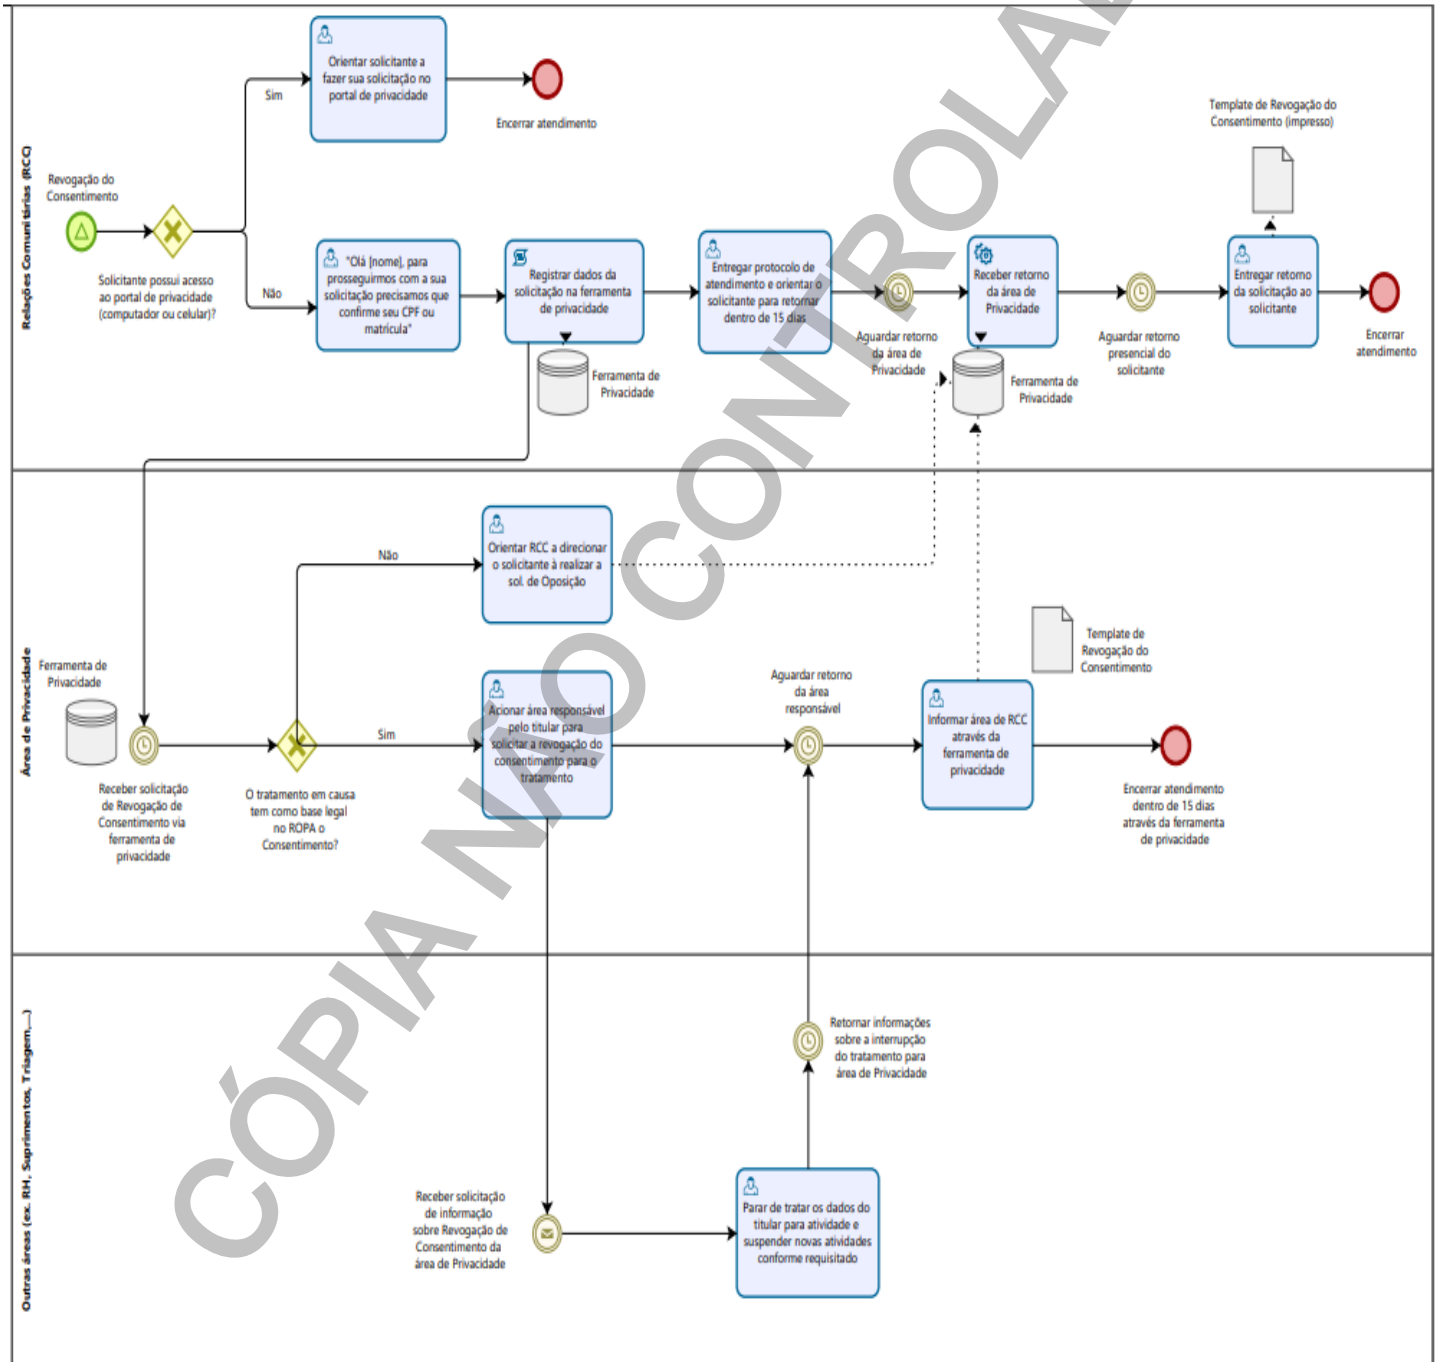 Relações Comunitárias (RCC)
Revogação do
Consentimento
Solicitante possui acesso
ao portal de privacidade
(computador ou celular)?
Sim
Orientar solicitante a
fazer sua solicitação no
portal de privacidade
Encerrar atendimento
Não
"Olá [nome], para
prosseguirmos com a sua
solicitação precisamos que
confirme seu CPF ou
matrícula"
Registrar dados da
solicitação na ferramenta
de privacidade
Ferramenta de
Privacidade
Entregar protocolo de
atendimento e orientar o
solicitante para retornar
dentro de 15 dias
Aguardar retorno
da área de
Privacidade
Receber retorno
da área de
Privacidade
Ferramenta de
Privacidade
Aguardar retorno
presencial do
solicitante
Template de Revogação do
Consentimento (impresso)
Entregar retorno
da solicitação ao
solicitante
Encerrar
atendimento
Área de Privacidade
Ferramenta de
Privacidade
Receber solicitação
de Revogação de
Consentimento via
ferramenta de
privacidade
O tratamento em causa
tem como base legal
no ROPA o
Consentimento?
Não
Orientar RCC a direcionar
o solicitante à realizar a
sol. de Oposição
Sim
Acionar área responsável
pelo titular para
solicitar a revogação do
consentimento para o
tratamento
Aguardar retorno
da área
responsável
Informar área de RCC
através da
ferramenta de
privacidade
Template de
Revogação do
Consentimento
Encerrar atendimento
dentro de 15 dias
através da ferramenta
de privacidade
Outras áreas (ex. RH, Suprimentos, Triagem,...)
Receber solicitação
de informação
sobre Revogação de
Consentimento da
área de Privacidade
Parar de tratar os dados do
titular para atividade e
suspender novas atividades
conforme requisitado
Retornar informações
sobre a interrupção
do tratamento para
área de Privacidade
CÓPIA NÃO CONTROLA